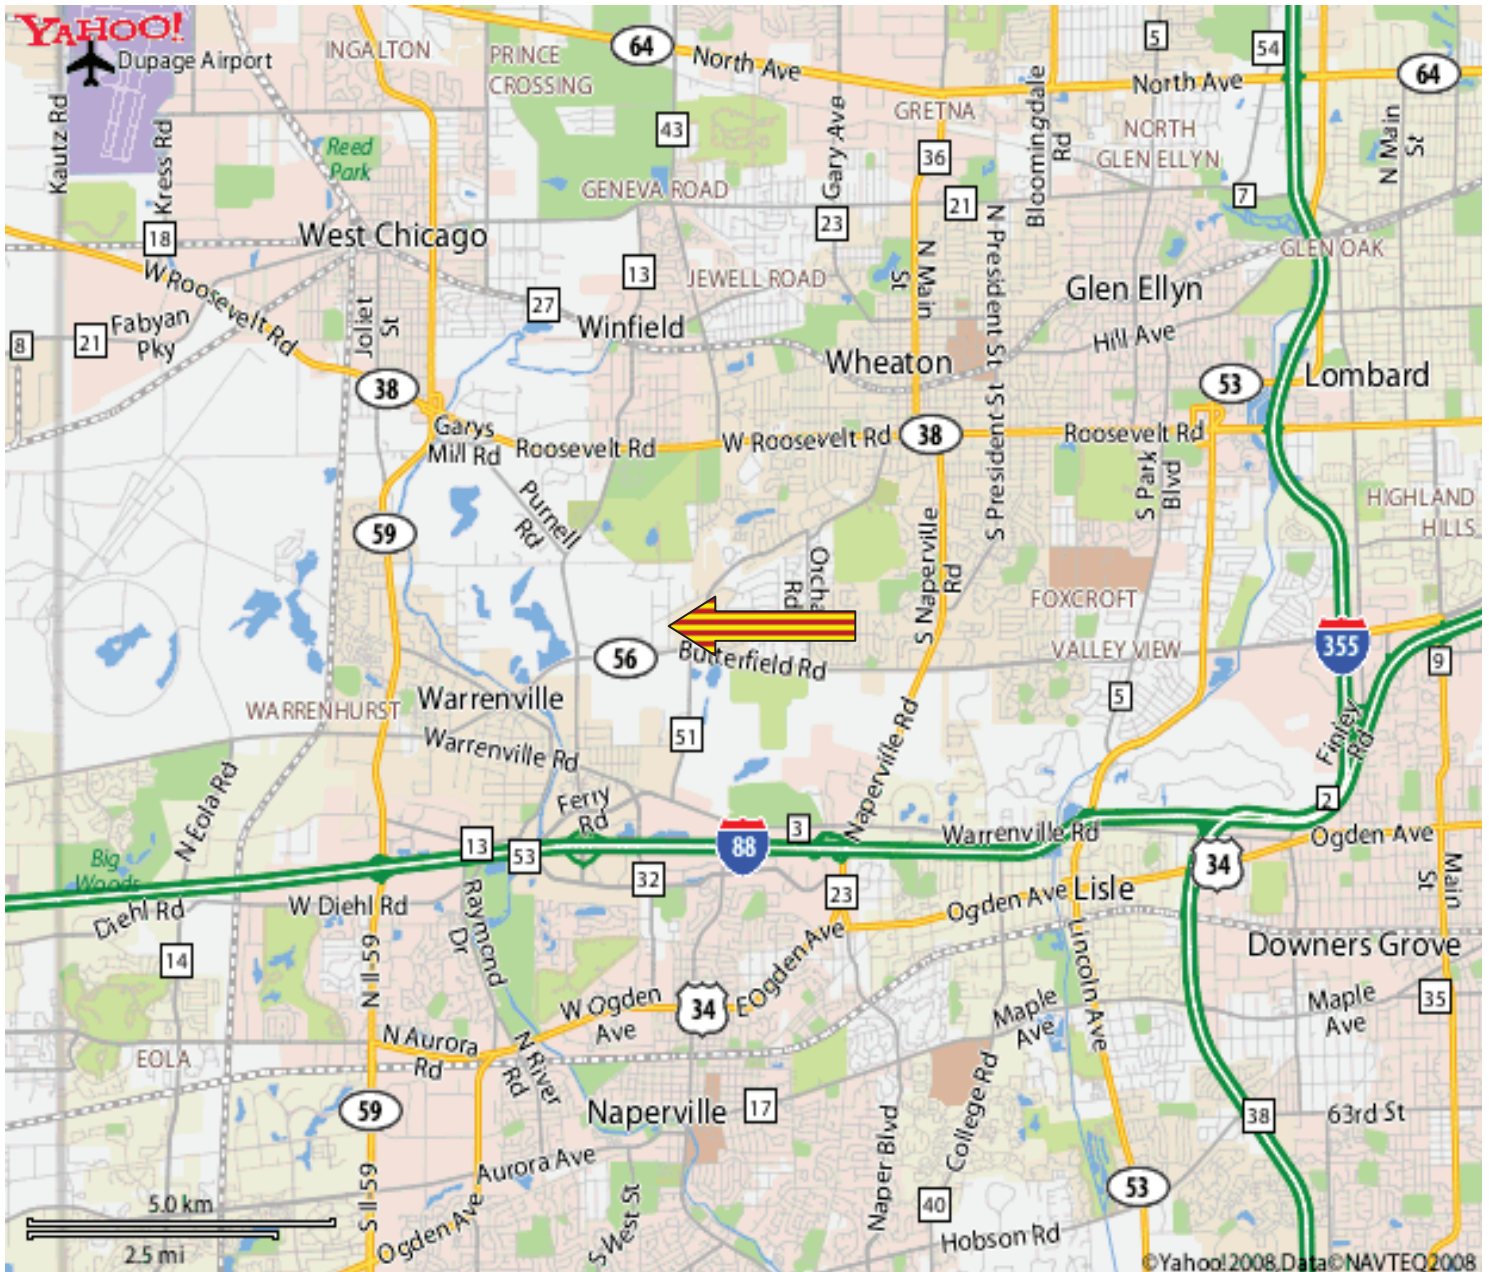 YAHOO!
Dupage Airport
INGALTON
PRINCE
CROSSING
64
North Ave
5
54
North Ave
64
Kautz Rd
Kress Rd
Reed
Park
43
Gary Ave
GRETNA
Bloomingdale
Rd
NORTH
GLEN ELLYN
N Main
St
36
GENEVA ROAD
21
7
18
West Chicago
23
N President St
GLEN OAK
W Roosevelt Rd
13
JEWELL ROAD
N Main
St
Glen Ellyn
27
Winfield
Hill Ave
8
21
Fabyan
Pky
Joliet
St
Wheaton
38
53
Lombard
Garys
Mill Rd
Roosevelt Rd
W Roosevelt Rd
38
Roosevelt Rd
S President St
S Park
Blvd
HIGHLAND
HILLS
Purnell
Rd
59
S Naperville
Rd
Orcha
Rd
FOXCROFT
56
Butterfield Rd
VALLEY VIEW
355
9
Warrenville
WARRENHURST
5
51
Warrenville Rd
Naperville Rd
Finley
Rd
N Eola Rd
Ferry
Rd
2
3
Warrenville Rd
Ogden Ave
13
53
88
34
Big
Woods
32
23
Ogden Ave
Lisle
Main
St
Diehl Rd
W Diehl Rd
Raymond
Dr
E Ogden Ave
Lincoln Ave
Downers Grove
14
N Il-59
W Ogden
Ave
34
Maple
Ave
Maple
Ave
35
N Aurora
Rd
EOLA
N River
Rd
College Rd
59
Naperville
17
38
63rd St
Naper Blvd
Aurora Ave
53
S Il-59
Ogden Ave
S West St
40
Hobson Rd
5.0 km
2.5 mi
©Yahoo!2008,Data©NAVTEQ2008